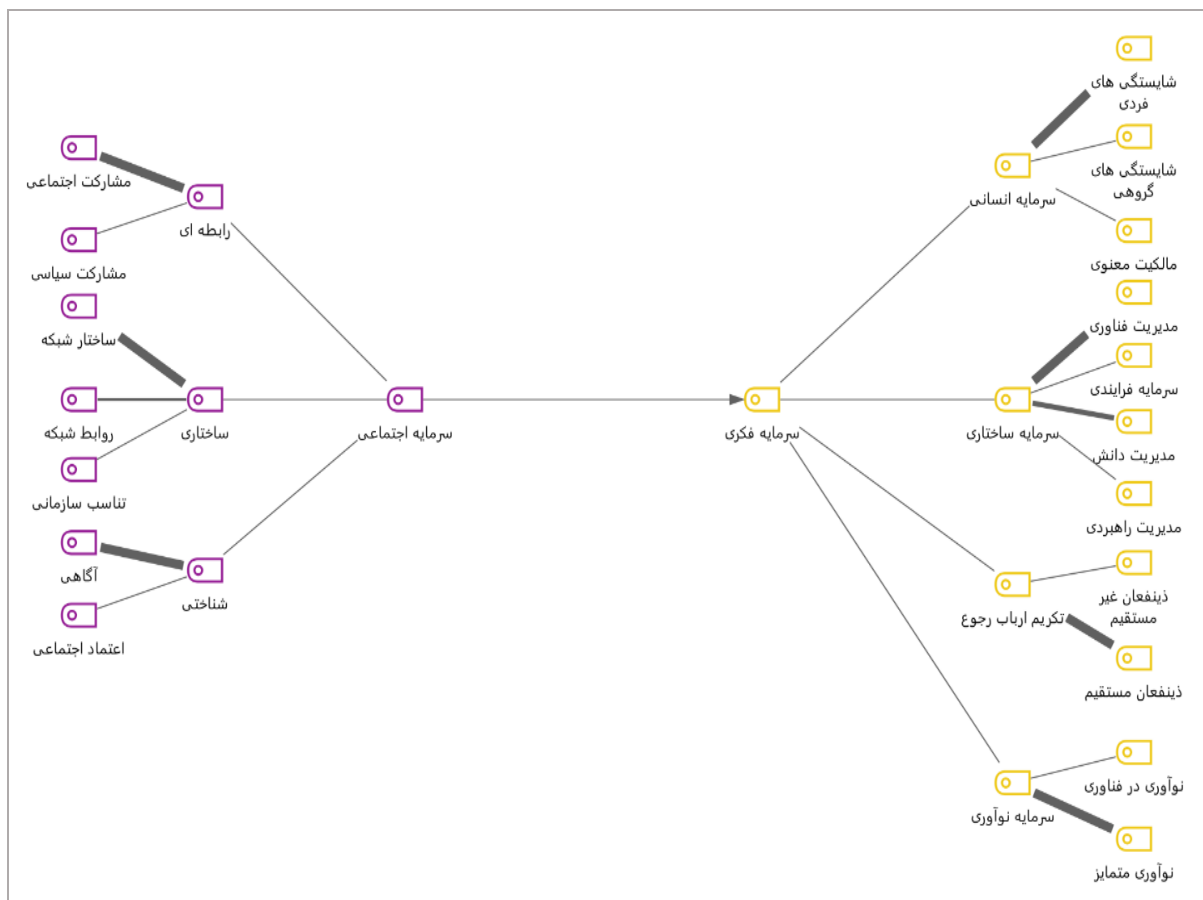 شایستگی های
فردی
شایستگی های
گروهی
سرمایه انسانی
مالکیت معنوی
مدیریت فناوری
سرمایه فرایندی
سرمایه ساختاری
مدیریت دانش
مدیریت راهبردی
ذینفعان غیر
مستقیم
تکریم ارباب رجوع
ذینفعان مستقیم
نوآوری در فناوری
سرمایه نوآوری
نوآوری متمایز
سرمایه فکری
سرمایه اجتماعی
رابطه ای
ساختاری
شناختی
مشارکت اجتماعی
مشارکت سیاسی
ساختار شبکه
روابط شبکه
تناسب سازمانی
آگاهی
اعتماد اجتماعی